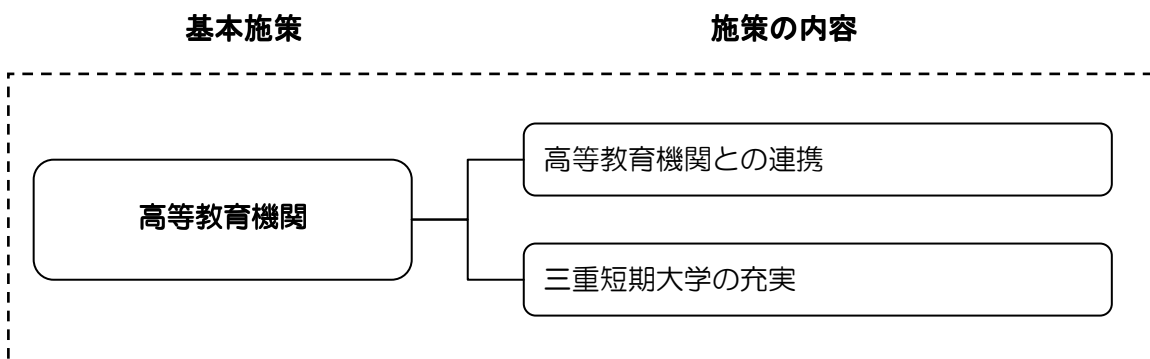 基本施策
施策の内容
高等教育機関
高等教育機関との連携
三重短期大学の充実